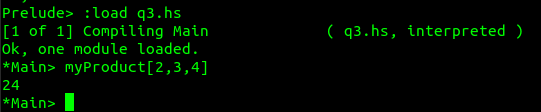 Prelude> :load q3.hs
[1 of 1] Compiling Main             ( q3.hs, interpreted )
Ok, one module loaded.
*Main> myProduct[2,3,4]
24
*Main>